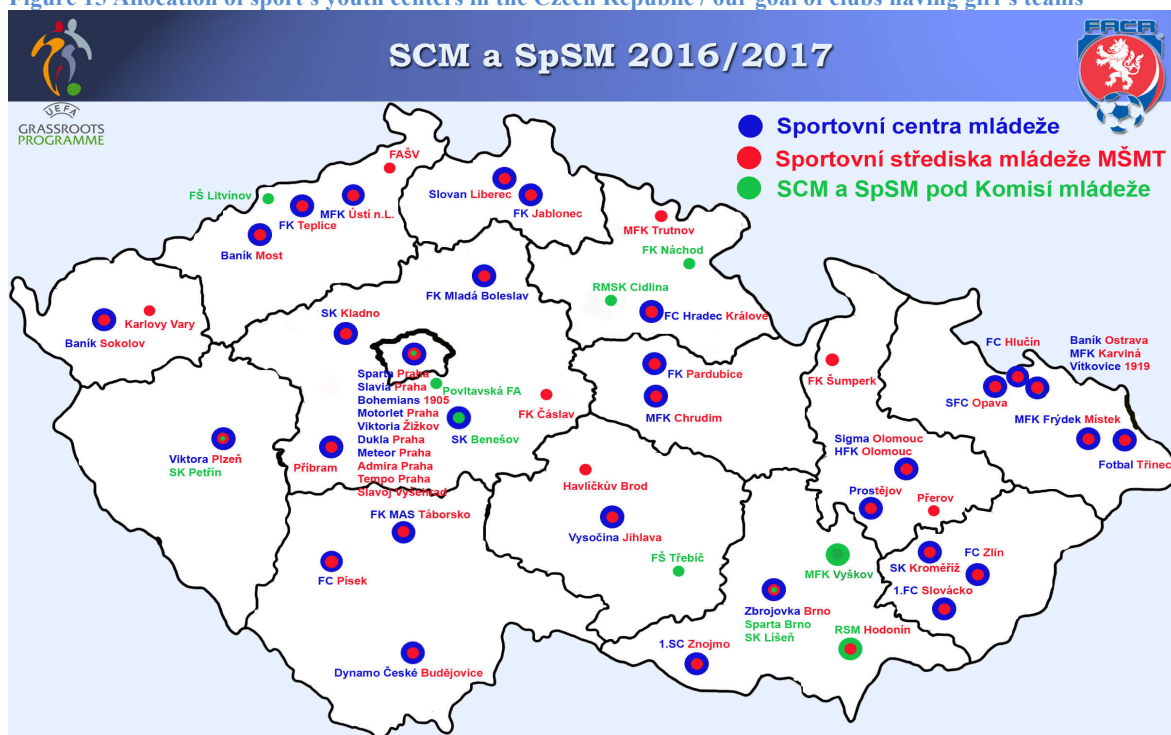 Figure 15 Allocation of sport's youth centers in the Czech Republic / our goal of clubs having girl's teams
SCM a SpSM 2016/2017
FAČR
UEFA
GRASSROOTS
PROGRAMME
Sportovní centra mládeže
Sportovní střediska mládeže MŠMT
SCM a SpSM pod Komisí mládeže
FAŠV
FŠ Litvínov
MFK Ústí n.L.
FK Teplice
Baník Most
Slovan Liberec
FK Jablonec
MFK Trutnov
FK Náchod
RMSK Cidlina
FC Hradec Králove
FK Mladá Boleslav
Karlovy Vary
Baník Sokolov
SK Kladno
Sparta Praha
Slavia Praha
Bohemians 1905
Motorlet Praha
Viktoria Žižkov
Dukla Praha
Meteor Praha
Admira Praha
Tempo Praha
Slavoj Vyšehrad
Povltavská FA
FK Čáslav
SK Benešov
Příbram
Viktora Plzeň
SK Petřín
FK Pardubice
MFK Chrudim
FK Šumperk
FC Hlučín
Baník Ostrava
MFK Karviná
Vítkovice 1919
SFC Opava
MFK Frýdek Místek
Fotbal Třinec
Sigma Olomouc
HFK Olomouc
Prostějov
Přerov
Havlíčkův Brod
Vysočina Jihlava
FŠ Třebíč
FK MAS Táborsko
FC Písek
Dynamo České Budějovice
MFK Vyškov
SK Kroměříž
FC Zlín
1.FC Slovácko
Zbrojovka Brno
Sparta Brno
SK Líšeň
RSM Hodonín
1.SC Znojmo